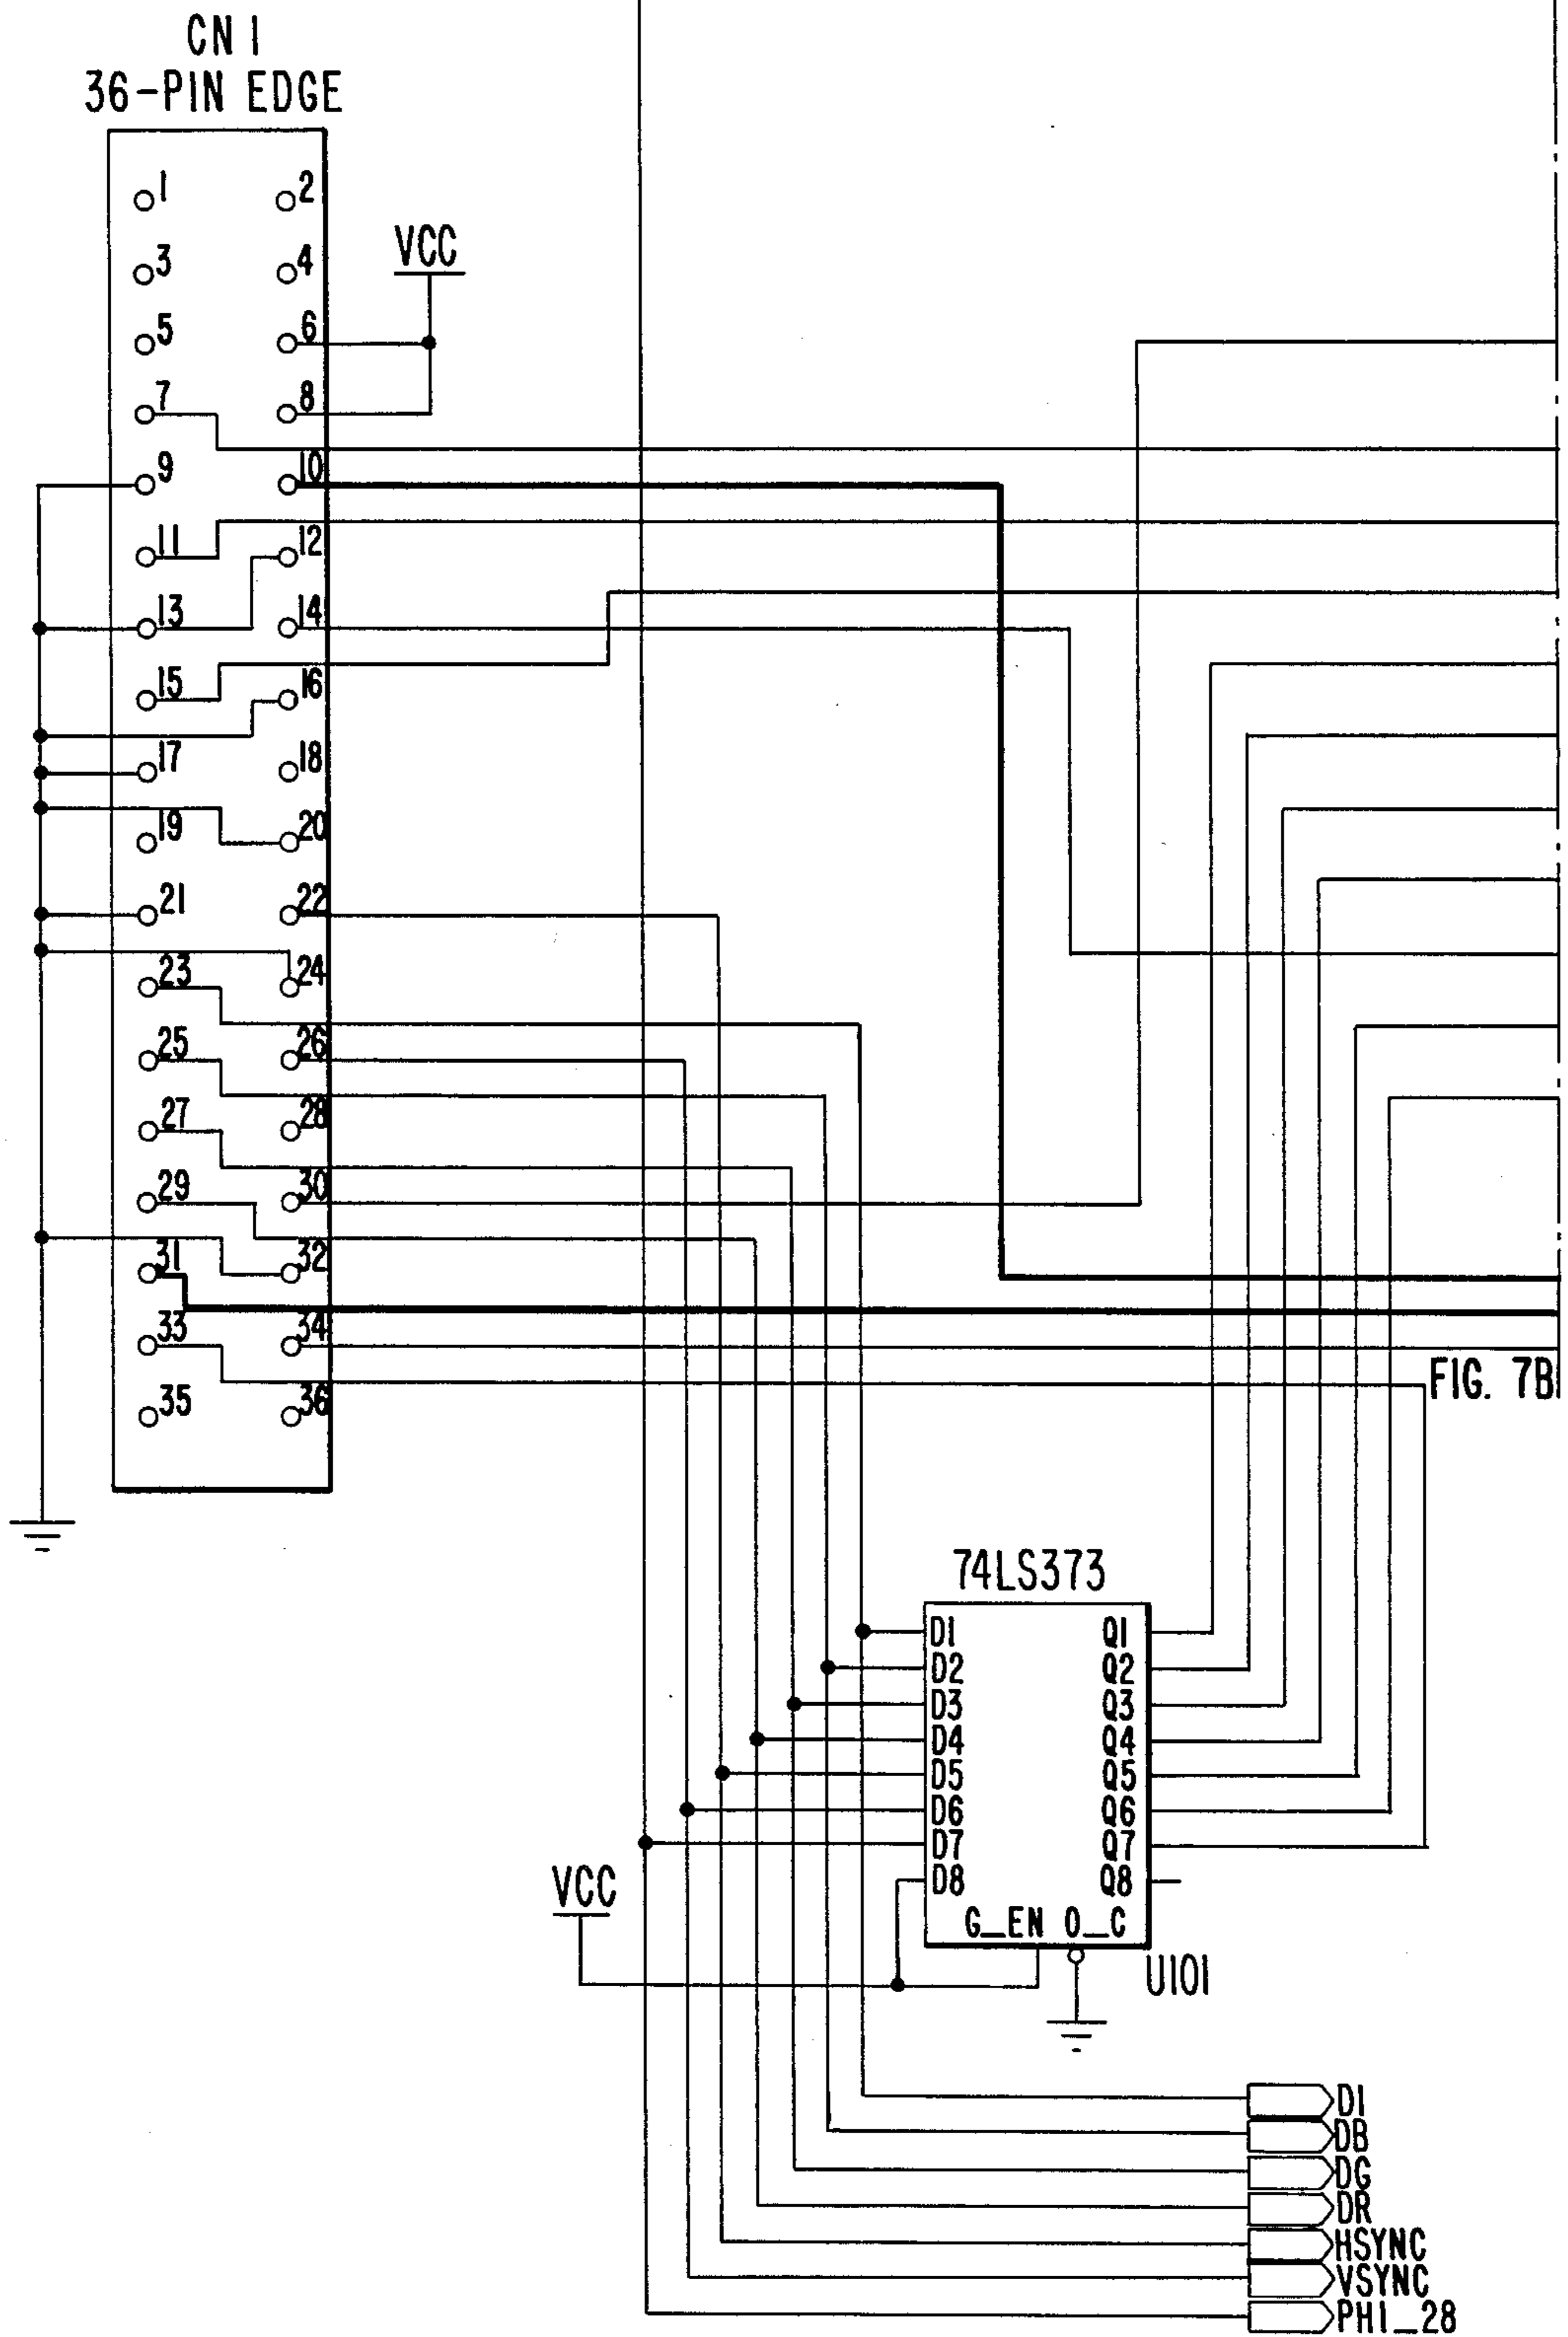 CN 1
36-PIN EDGE
1 2
3 4
VCC
5 6
7 8
9 10
11 12
13 14
15 16
17 18
19 20
21 22
23 24
25 26
27 28
29 30
31 32
33 34
35 36
FIG. 7B
74LS373
D1 Q1
D2 Q2
D3 Q3
D4 Q4
D5 Q5
D6 Q6
D7 Q7
VCC
D8 Q8
G_EN O_C
U101
DI
DB
DG
DR
HSYNC
VSYNC
PHI_28